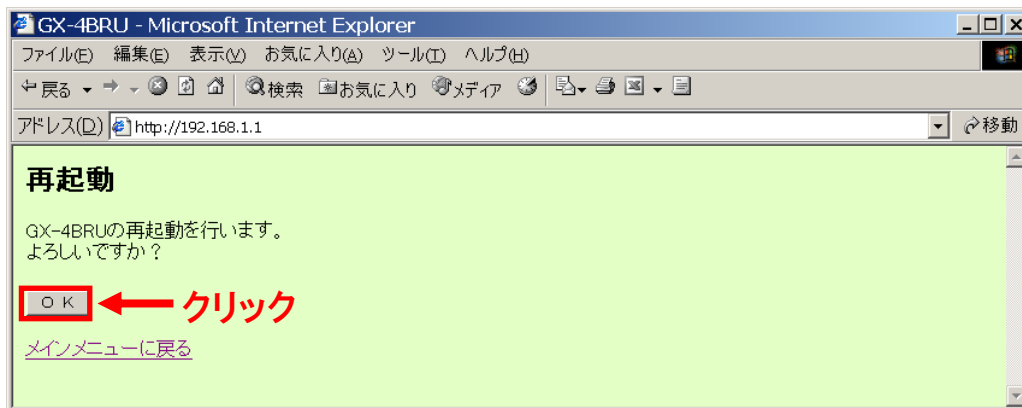 GX-4BRU - Microsoft Internet Explorer
ファイル(F) 編集(E) 表示(V) お気に入り(A) ツール(T) ヘルプ(H)
戻る 検索 お気に入り メディア
アドレス(D) http://192.168.1.1 移動
再起動
GX-4BRUの再起動を行います。
よろしいですか？
ＯＫ クリック
メインメニューに戻る